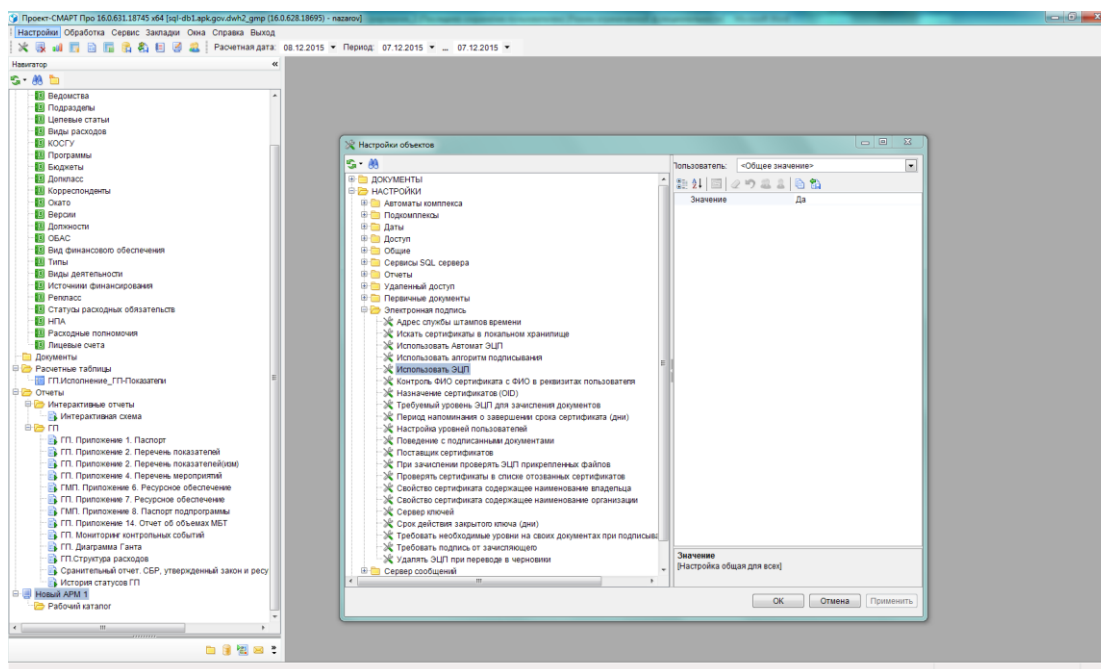 Проект-СМАРТ Про 16.0.631.18745 x64 [sql-db1.apk.gov.dwh2_gmp (16.0.628.18695) - nazarov]
Настройки Обработка Сервис Закладки Окна Справка Выход
Расчетная дата: 08.12.2015 Период: 07.12.2015 ... 07.12.2015
Навигатор
Ведомства
Подразделы
Целевые статьи
Виды расходов
КОСГУ
Программы
Бюджеты
Допкласс
Корреспонденты
Окато
Версии
Должности
ОБАС
Вид финансового обеспечения
Типы
Виды деятельности
Источники финансирования
Репкласс
Статусы расходных обязательств
НПА
Расходные полномочия
Лицевые счета
Документы
Расчетные таблицы
ГП.Исполнение_ГП-Показатели
Отчеты
Интерактивные отчеты
Интерактивная схема
ГП
ГП. Приложение 1. Паспорт
ГП. Приложение 2. Перечень показателей
ГП. Приложение 2. Перечень показателей(изм)
ГП. Приложение 4. Перечень мероприятий
ГМП. Приложение 6. Ресурсное обеспечение
ГП. Приложение 7. Ресурсное обеспечение
ГМП. Приложение 8. Паспорт подпрограммы
ГП. Приложение 14. Отчет об объемах МБТ
ГП. Мониторинг контрольных событий
ГП. Диаграмма Ганта
ГП.Структура расходов
Сранительный отчет. СБР, утвержденный закон и ресу
История статусов ГП
Новый АРМ 1
Рабочий каталог
Настройки объектов
ДОКУМЕНТЫ
НАСТРОЙКИ
Автоматы комплекса
Подкомплексы
Даты
Доступ
Общие
Сервисы SQL сервера
Отчеты
Удаленный доступ
Первичные документы
Электронная подпись
Адрес службы штампов времени
Искать сертификаты в локальном хранилище
Использовать Автомат ЭЦП
Использовать алгоритм подписывания
Использовать ЭЦП
Контроль ФИО сертификата с ФИО в реквизитах пользователя
Назначение сертификатов (OID)
Требуемый уровень ЭЦП для зачисления документов
Период напоминания о завершении срока сертификата (дни)
Настройка уровней пользователей
Поведение с подписанными документами
Поставщик сертификатов
При зачислении проверять ЭЦП прикрепленных файлов
Проверять сертификаты в списке отозванных сертификатов
Свойство сертификата содержащее наименование владельца
Свойство сертификата содержащее наименование организации
Сервер ключей
Срок действия закрытого ключа (дни)
Требовать необходимые уровни на своих документах при подписыва
Требовать подпись от зачисляющего
Удалять ЭЦП при переводе в черновики
Сервер сообщений
Пользователь: <Общее значение>
Значение Да
Значение
[Настройка общая для всех]
ОК Отмена Применить